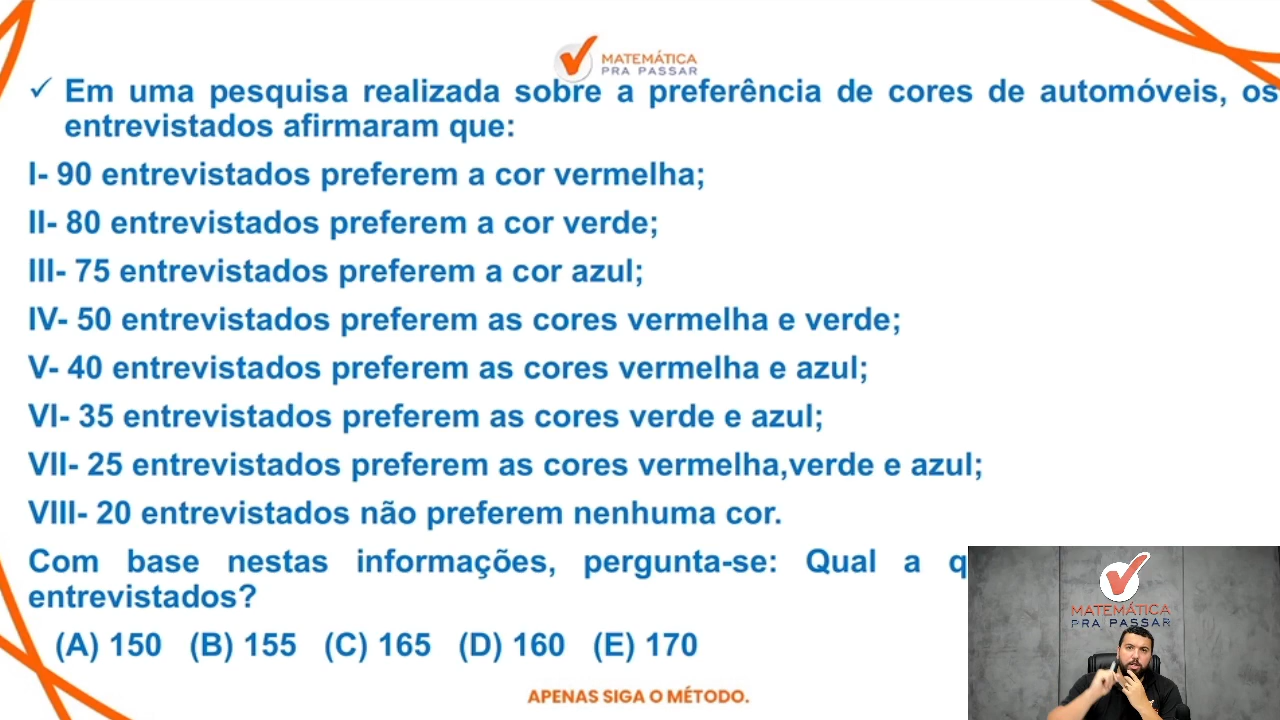 MATEMÁTICA
PRA PASSAR
✓ Em uma pesquisa realizada sobre a preferência de cores de automóveis, os
entrevistados afirmaram que:
I- 90 entrevistados preferem a cor vermelha;
II- 80 entrevistados preferem a cor verde;
III- 75 entrevistados preferem a cor azul;
IV- 50 entrevistados preferem as cores vermelha e verde;
V- 40 entrevistados preferem as cores vermelha e azul;
VI- 35 entrevistados preferem as cores verde e azul;
VII- 25 entrevistados preferem as cores vermelha,verde e azul;
VIII- 20 entrevistados não preferem nenhuma cor.
Com base nestas informações, pergunta-se: Qual a
entrevistados?
(A) 150 (B) 155 (C) 165 (D) 160 (E) 170
MATEMÁTICA
PRA PASSAR
APENAS SIGA O MÉTODO.